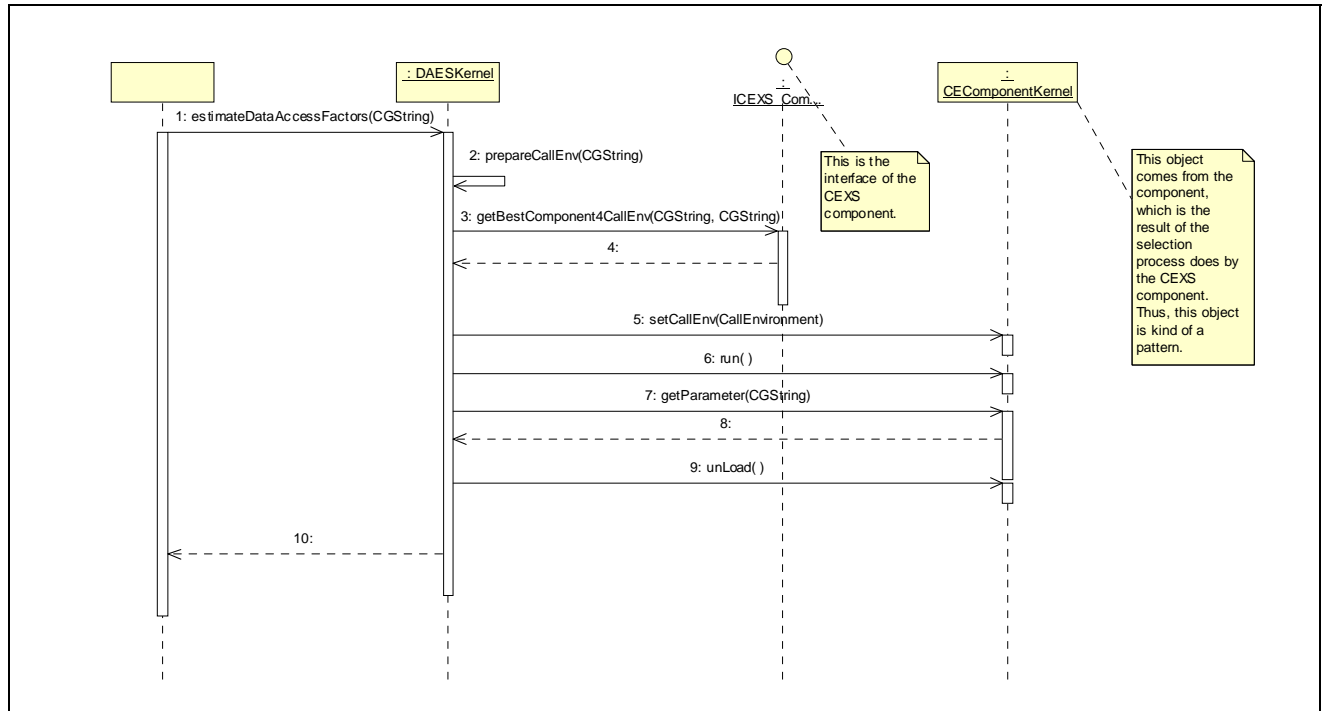 : DAESKernel
:
ICEXS_Com...
:
CEComponentKernel
1: estimateDataAccessFactors(CGString)
2: prepareCallEnv(CGString)
3: getBestComponent4CallEnv(CGString, CGString)
4:
5: setCallEnv(CallEnvironment)
6: run( )
7: getParameter(CGString)
8:
9: unLoad( )
10:
This is the
interface of the
CEXS
component.
This object
comes from the
component,
which is the
result of the
selection
process does by
the CEXS
component.
Thus, this object
is kind of a
pattern.